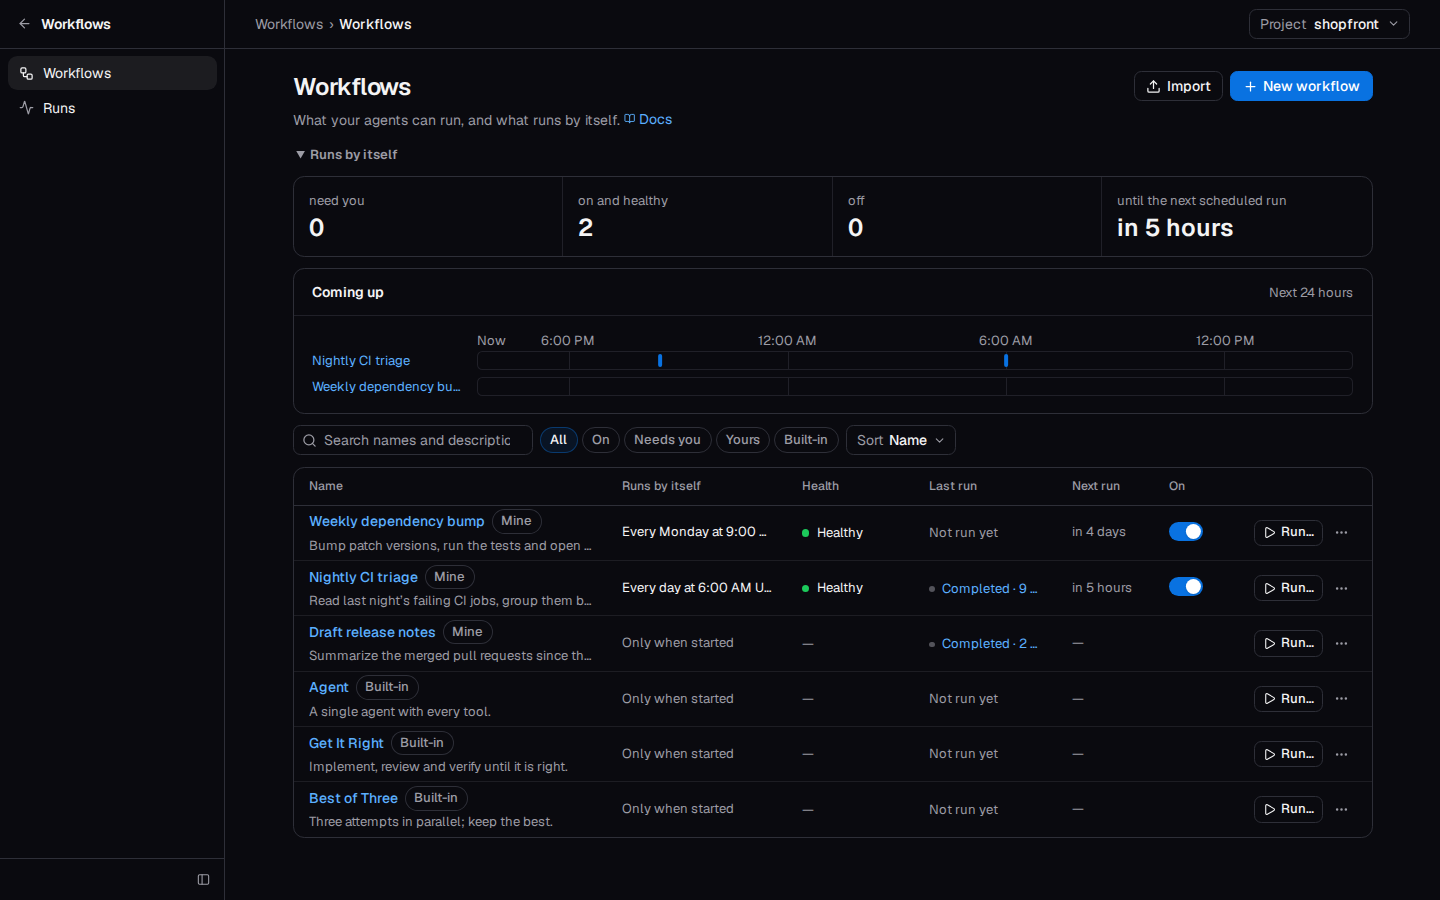 Workflows
Workflows › Workflows
Project shopfront
Workflows
Runs
Workflows
Import
New workflow
What your agents can run, and what runs by itself. Docs
Runs by itself
need you
0
on and healthy
2
off
0
until the next scheduled run
in 5 hours
Coming up
Next 24 hours
Now 6:00 PM 12:00 AM 6:00 AM 12:00 PM
Nightly CI triage
Weekly dependency bu…
Search names and descriptic
All On Needs you Yours Built-in Sort Name
Name Runs by itself Health Last run Next run On
Weekly dependency bump Mine
Bump patch versions, run the tests and open …
Every Monday at 9:00 … Healthy Not run yet in 4 days Run…
Nightly CI triage Mine
Read last night's failing CI jobs, group them b…
Every day at 6:00 AM U… Healthy Completed · 9 … in 5 hours Run…
Draft release notes Mine
Summarize the merged pull requests since th…
Only when started — Completed · 2 … — Run…
Agent Built-in
A single agent with every tool.
Only when started — Not run yet — Run…
Get It Right Built-in
Implement, review and verify until it is right.
Only when started — Not run yet — Run…
Best of Three Built-in
Three attempts in parallel; keep the best.
Only when started — Not run yet — Run…